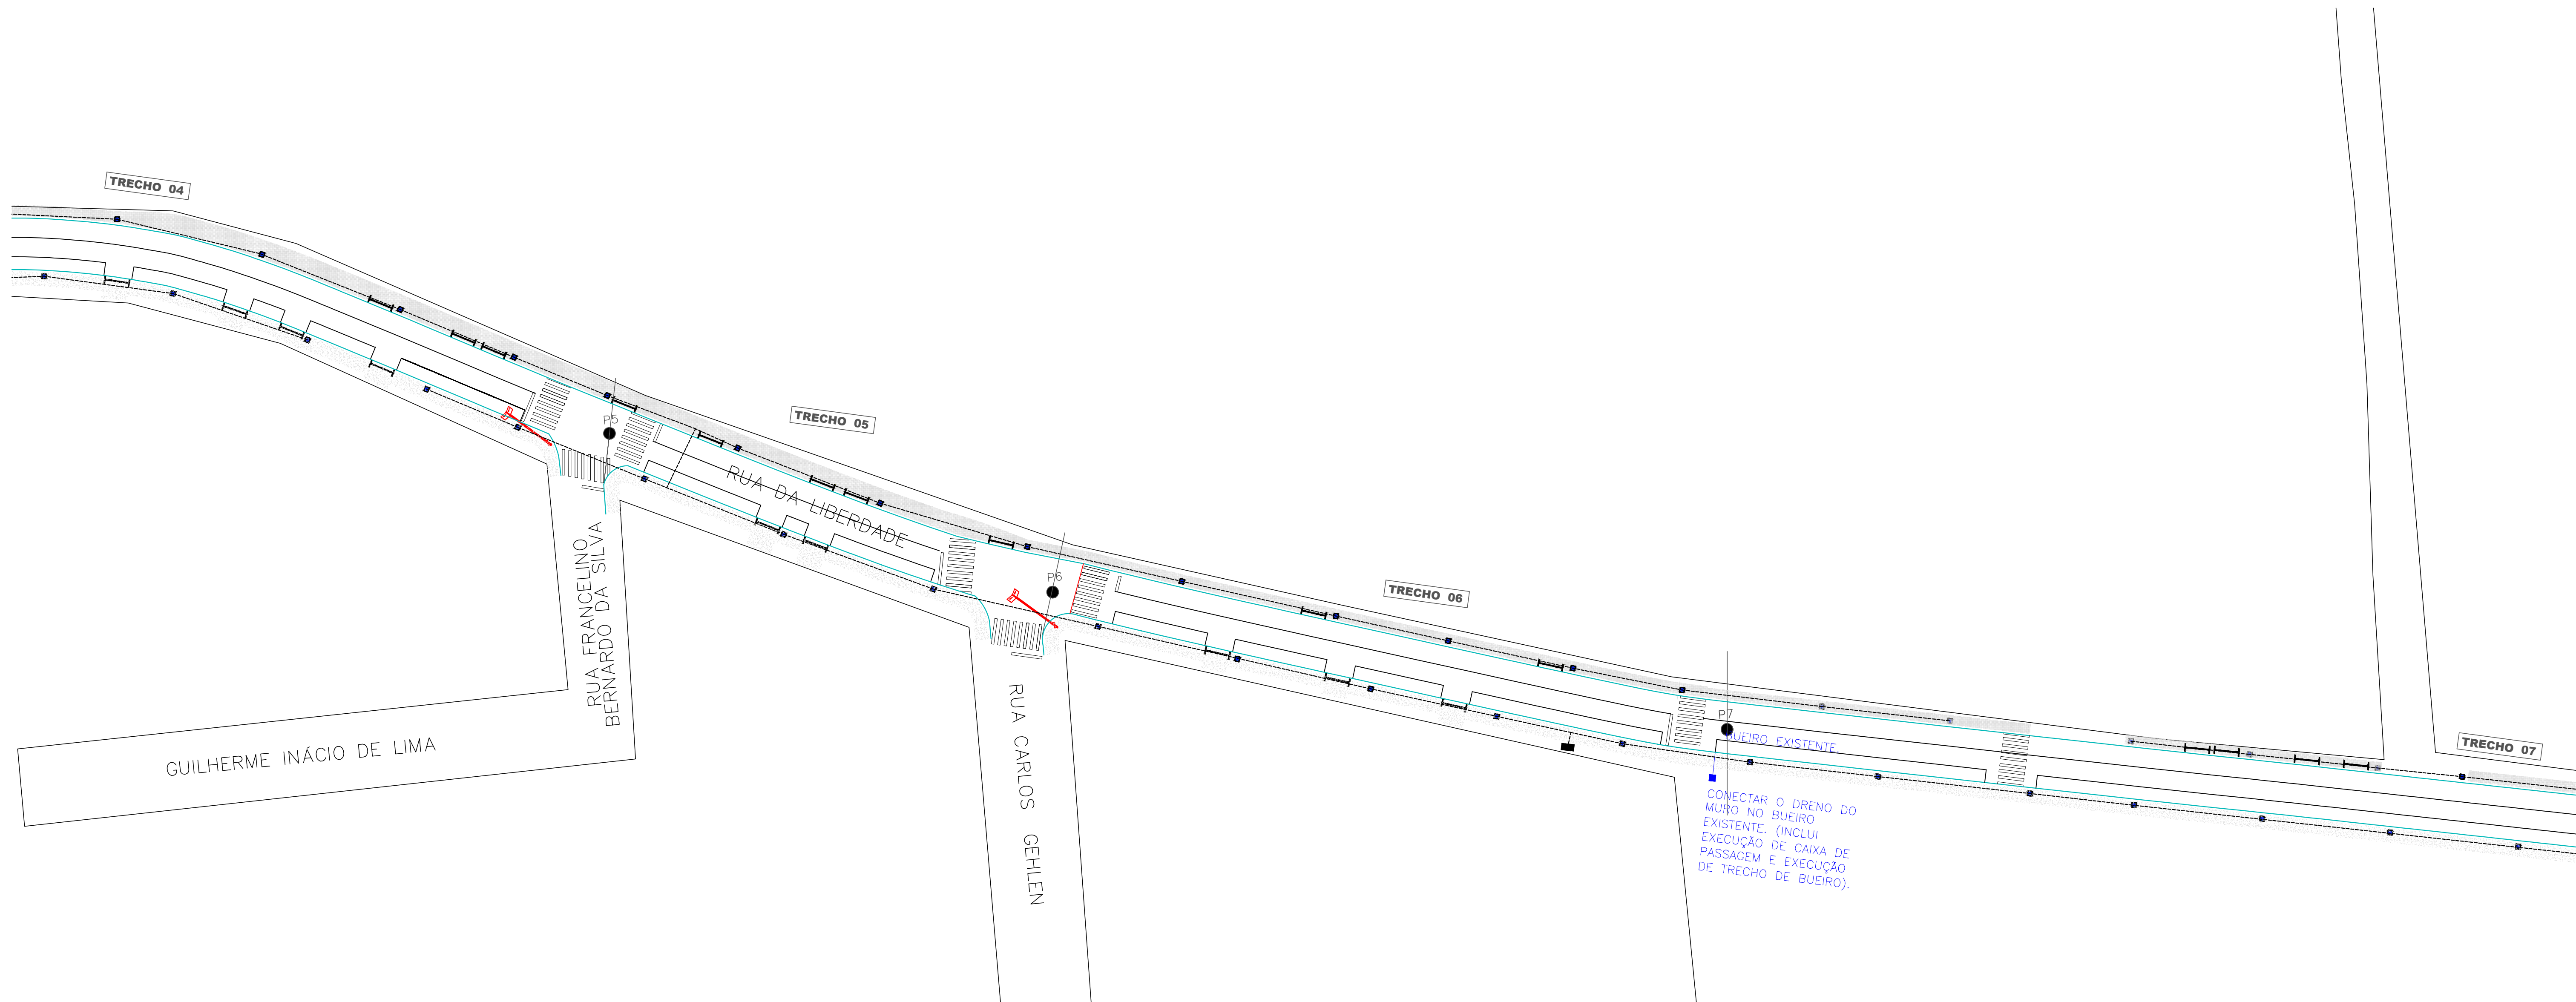 TRECHO 04
P5
TRECHO 05
RUA DA LIBERDADE
RUA FRANCELINO
BERNARDO DA SILVA
GUILHERME INÁCIO DE LIMA
P6
RUA CARLOS GEHLEN
TRECHO 06
P7
BUEIRO EXISTENTE.
CONECTAR O DRENO DO
MURO NO BUEIRO
EXISTENTE. (INCLUI
EXECUÇÃO DE CAIXA DE
PASSAGEM E EXECUÇÃO
DE TRECHO DE BUEIRO).
TRECHO 07